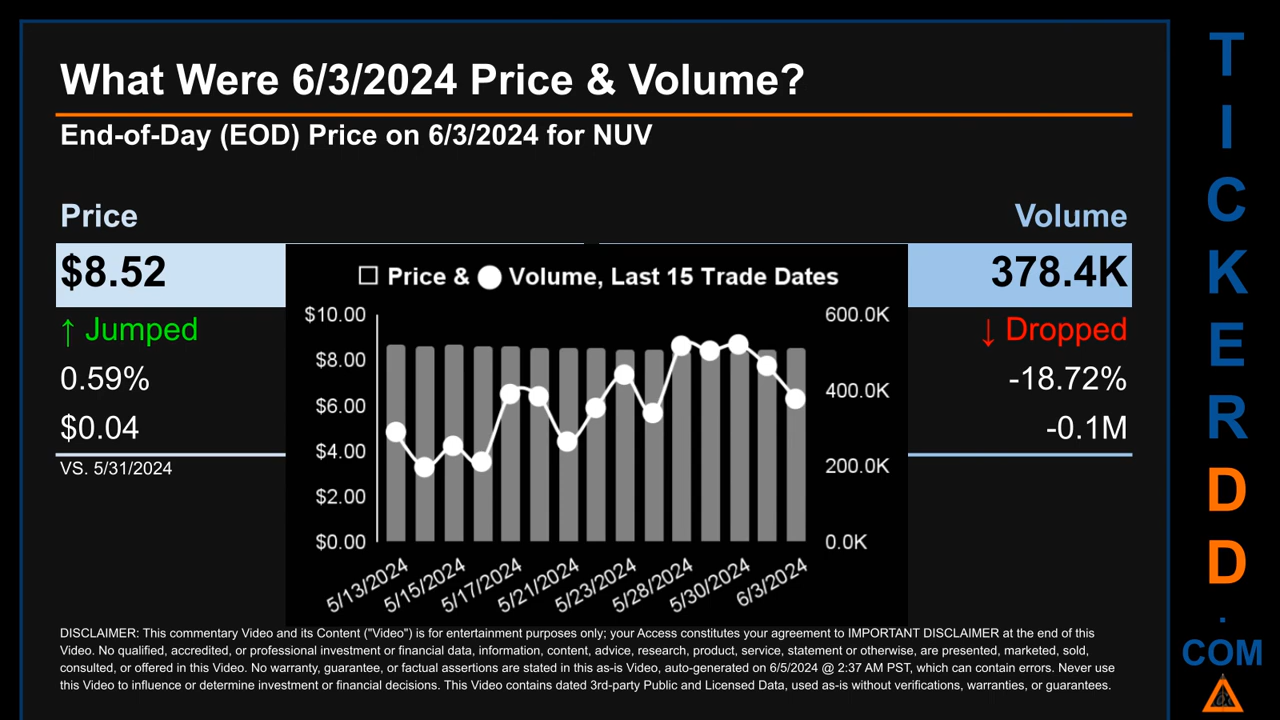 What Were 6/3/2024 Price & Volume?
End-of-Day (EOD) Price on 6/3/2024 for NUV
Price
Volume
$8.52
378.4K
↑ Jumped
↓ Dropped
0.59%
-18.72%
$0.04
-0.1M
VS. 5/31/2024
Price & Volume, Last 15 Trade Dates
$10.00
$8.00
$6.00
$4.00
$2.00
$0.00
600.0K
400.0K
200.0K
0.0K
5/13/2024
5/15/2024
5/17/2024
5/21/2024
5/23/2024
5/28/2024
5/30/2024
6/3/2024
DISCLAIMER: This commentary Video and its Content ("Video") is for entertainment purposes only; your Access constitutes your agreement to IMPORTANT DISCLAIMER at the end of this
Video. No qualified, accredited, or professional investment or financial data, information, content, advice, research, product, service, statement or otherwise, are presented, marketed, sold,
consulted, or offered in this Video. No warranty, guarantee, or factual assertions are stated in this as-is Video, auto-generated on 6/5/2024 @ 2:37 AM PST, which can contain errors. Never use
this Video to influence or determine investment or financial decisions. This Video contains dated 3rd-party Public and Licensed Data, used as-is without verifications, warranties, or guarantees.
T
I
C
K
E
R
D
D
.
COM